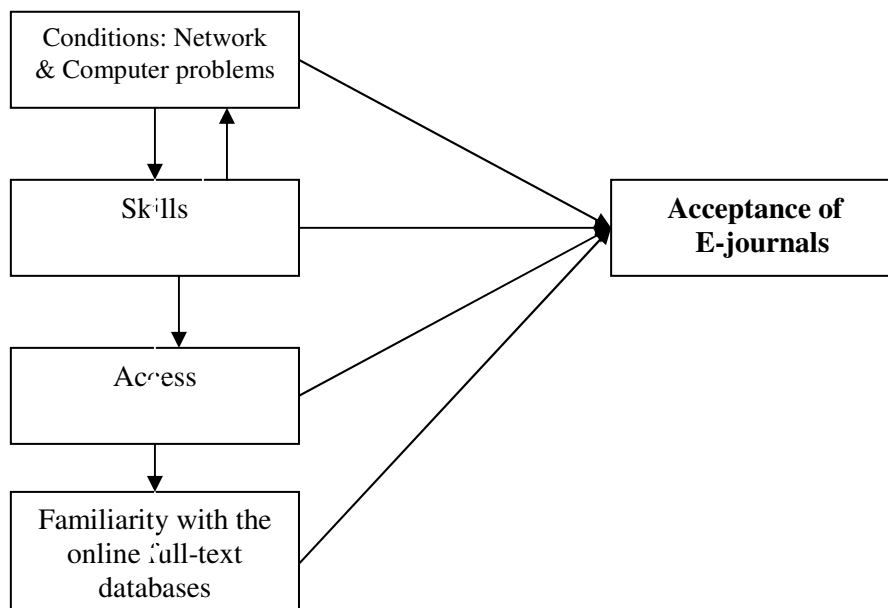 Conditions: Network
& Computer problems
Skills
Acceptance of
E-journals
Access
Familiarity with the
online full-text
databases